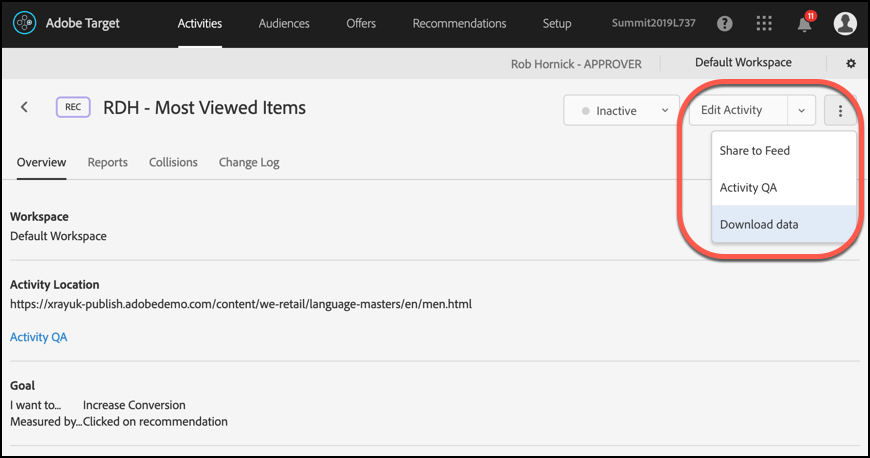 Adobe Target Activities Audiences Offers Recommendations Setup Summit2019L737 ? 11
Rob Hornick - APPROVER Default Workspace
REC RDH - Most Viewed Items Inactive Edit Activity
Share to Feed
Activity QA
Download data
Overview Reports Collisions Change Log
Workspace
Default Workspace
Activity Location
https://xrayuk-publish.adobedemo.com/content/we-retail/language-masters/en/men.html
Activity QA
Goal
I want to... Increase Conversion
Measured by...Clicked on recommendation